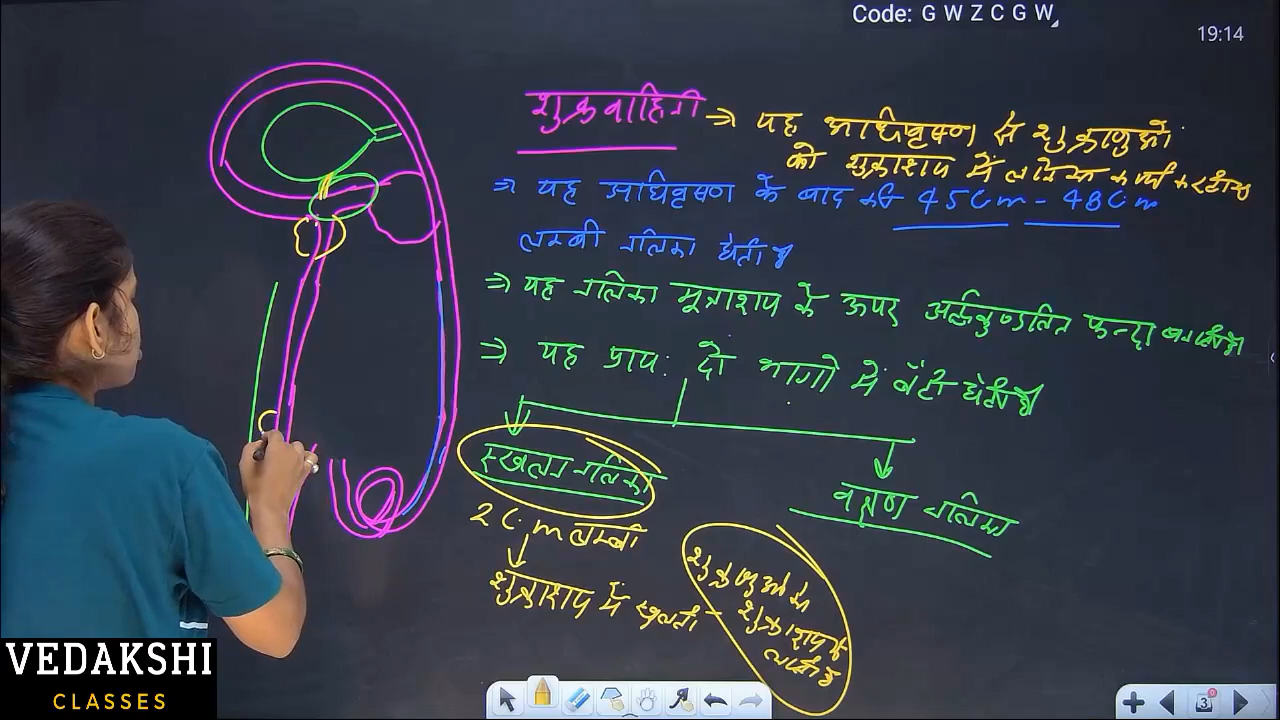 Code: G W Z C G W
19:14
शुक्रवाहिनी ⇒ यह अधिवृषण से शुक्राणुओं
को शुक्राशय में लाने का कार्य करती है
⇒ यह अधिवृषण के बाद की 45 Cm - 48 Cm
लम्बी नलिका होती है
⇒ यह नलिका मूत्राशय के ऊपर अर्द्धकुण्डलित फन्दा बनाती है
⇒ यह प्रायः दो भागों में बँटी होती है
स्खलन नलिका
वक्षण नलिका
2 C.m लम्बी
शुक्राशय में खुलती
शुक्राणुओं को
शुक्राशय में
लाती है
VEDAKSHI
CLASSES
3